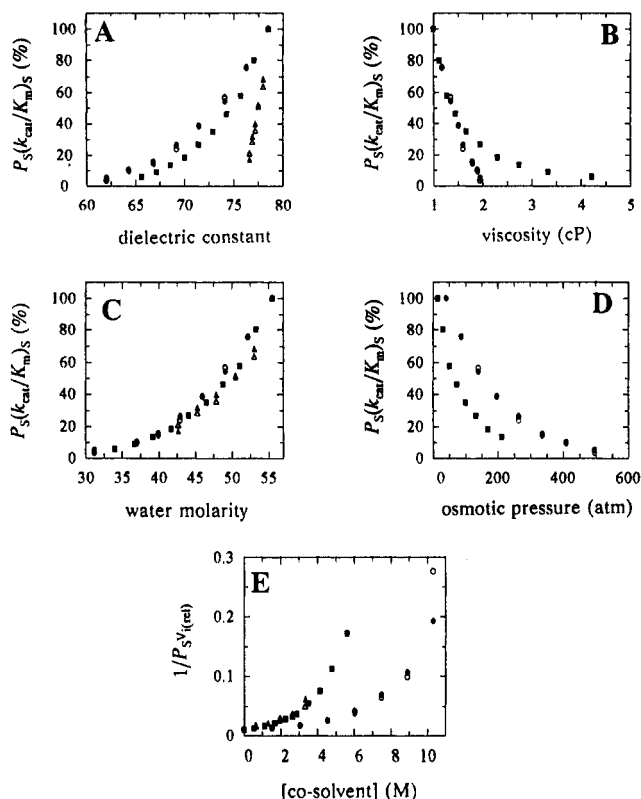 A
B
P_S(k_cat/K_m)_S (%)
100
80
60
40
20
0
60 65 70 75 80
dielectric constant
P_S(k_cat/K_m)_S (%)
100
80
60
40
20
0
1 2 3 4 5
viscosity (cP)
C
D
P_S(k_cat/K_m)_S (%)
100
80
60
40
20
0
30 35 40 45 50 55
water molarity
P_S(k_cat/K_m)_S (%)
100
80
60
40
20
0
0 200 400 600
osmotic pressure (atm)
E
1/P_S v_i(rel)
0.3
0.2
0.1
0
0 2 4 6 8 10
[co-solvent] (M)